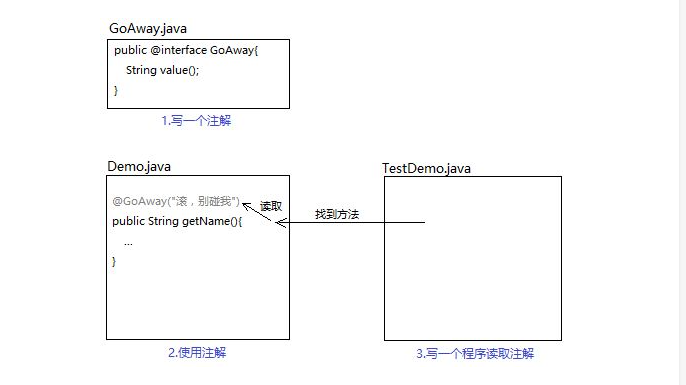 GoAway.java
public @interface GoAway{
String value();
}
1.写一个注解
Demo.java
@GoAway("滚，别碰我")
public String getName(){
...
}
读取
找到方法
2.使用注解
TestDemo.java
3.写一个程序读取注解